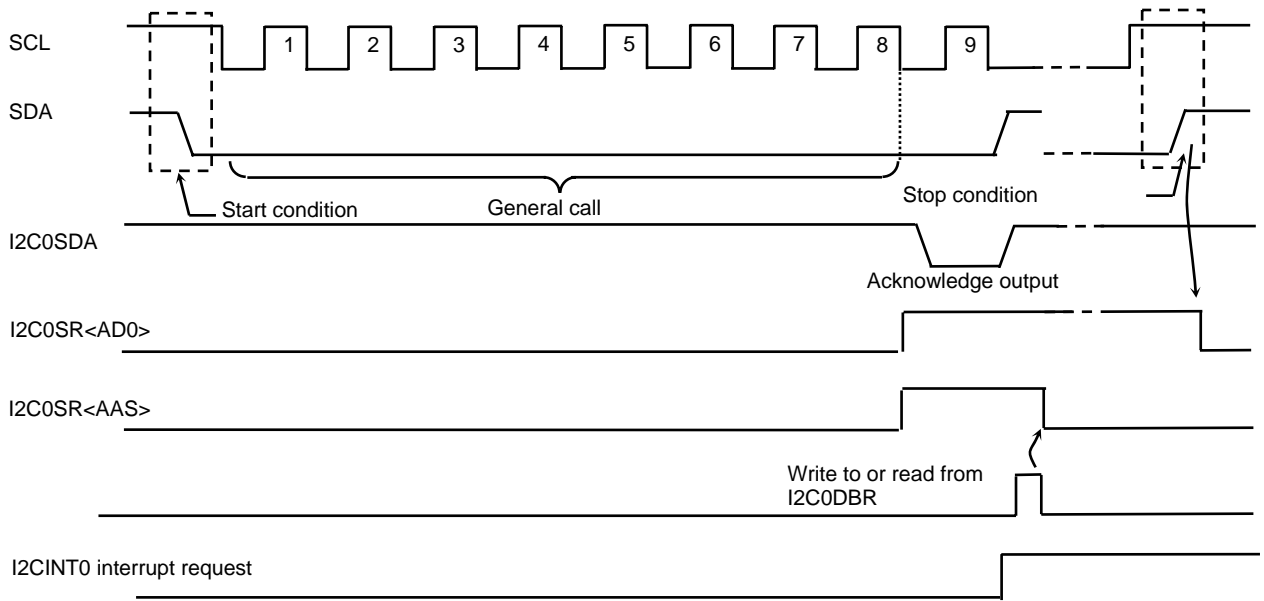 SCL
1 2 3 4 5 6 7 8 9
SDA
Start condition
General call
Stop condition
I2C0SDA
Acknowledge output
I2C0SR<AD0>
I2C0SR<AAS>
Write to or read from
I2C0DBR
I2CINT0 interrupt request